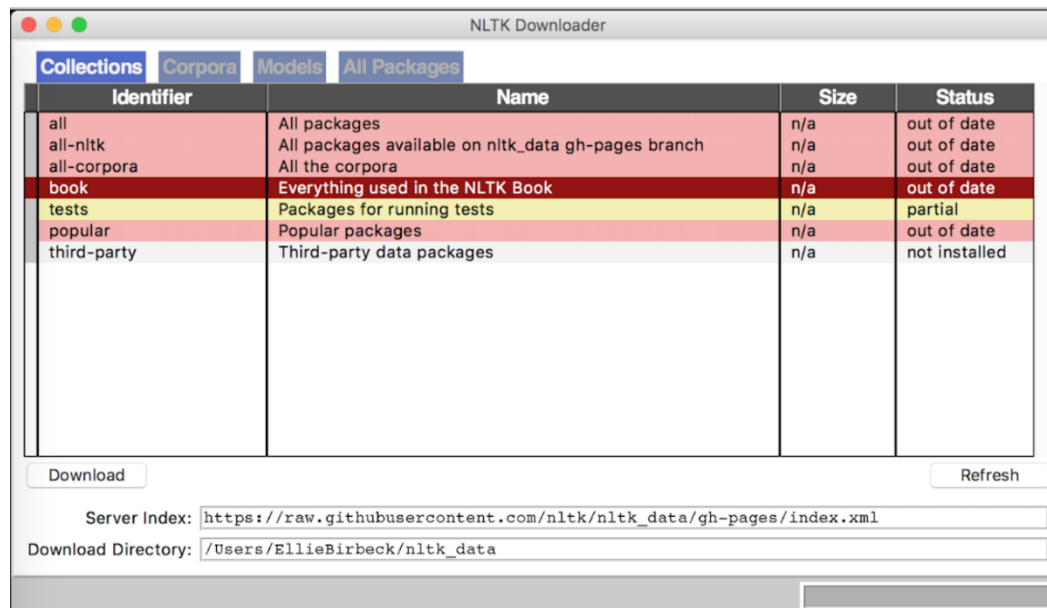 NLTK Downloader
Collections Corpora Models All Packages
Identifier Name Size Status
all All packages n/a out of date
all-nltk All packages available on nltk_data gh-pages branch n/a out of date
all-corpora All the corpora n/a out of date
book Everything used in the NLTK Book n/a out of date
tests Packages for running tests n/a partial
popular Popular packages n/a out of date
third-party Third-party data packages n/a not installed
Download Refresh
Server Index: https://raw.githubusercontent.com/nltk/nltk_data/gh-pages/index.xml
Download Directory: /Users/EllieBirbeck/nltk_data